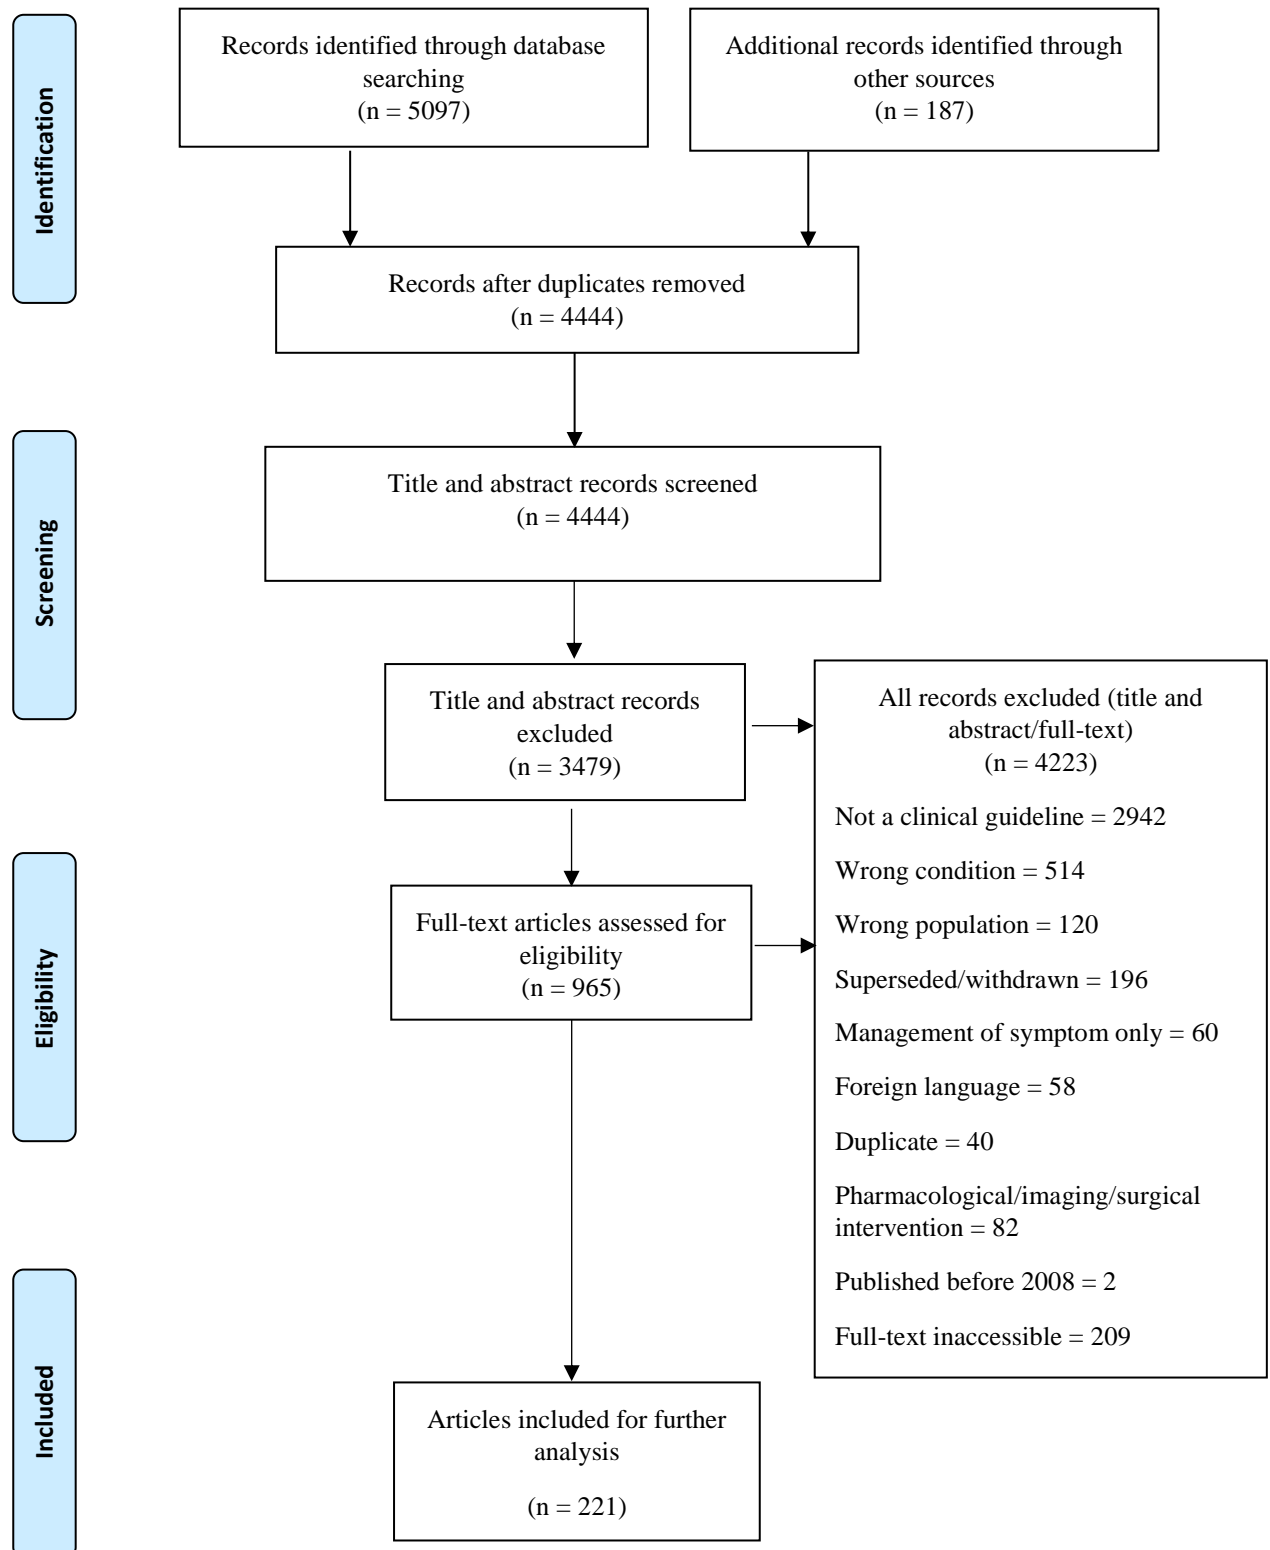 Identification
Records identified through database
searching
(n = 5097)
Additional records identified through
other sources
(n = 187)
Records after duplicates removed
(n = 4444)
Screening
Title and abstract records screened
(n = 4444)
Title and abstract records
excluded
(n = 3479)
All records excluded (title and
abstract/full-text)
(n = 4223)
Not a clinical guideline = 2942
Wrong condition = 514
Wrong population = 120
Superseded/withdrawn = 196
Management of symptom only = 60
Foreign language = 58
Duplicate = 40
Pharmacological/imaging/surgical
intervention = 82
Published before 2008 = 2
Full-text inaccessible = 209
Eligibility
Full-text articles assessed for
eligibility
(n = 965)
Included
Articles included for further
analysis
(n = 221)